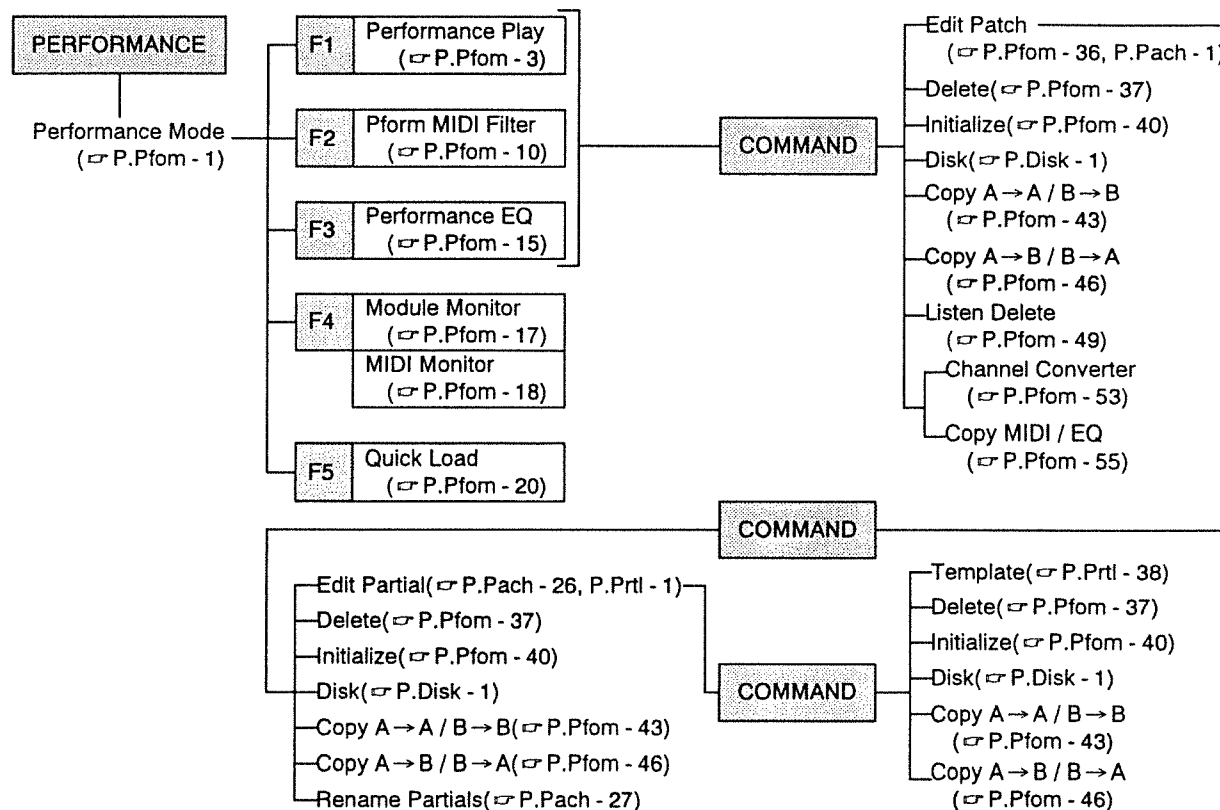 PERFORMANCE
Performance Mode
(☞ P.Pfom - 1)
F1
Performance Play
(☞ P.Pfom - 3)
F2
Pform MIDI Filter
(☞ P.Pfom - 10)
F3
Performance EQ
(☞ P.Pfom - 15)
F4
Module Monitor
(☞ P.Pfom - 17)
MIDI Monitor
(☞ P.Pfom - 18)
F5
Quick Load
(☞ P.Pfom - 20)
COMMAND
Edit Patch
(☞ P.Pfom - 36, P.Pach - 1)
Delete(☞ P.Pfom - 37)
Initialize(☞ P.Pfom - 40)
Disk(☞ P.Disk - 1)
Copy A→A / B→B
(☞ P.Pfom - 43)
Copy A→B / B→A
(☞ P.Pfom - 46)
Listen Delete
(☞ P.Pfom - 49)
Channel Converter
(☞ P.Pfom - 53)
Copy MIDI / EQ
(☞ P.Pfom - 55)
COMMAND
Edit Partial(☞ P.Pach - 26, P.Prtl - 1)
Delete(☞ P.Pfom - 37)
Initialize(☞ P.Pfom - 40)
Disk(☞ P.Disk - 1)
Copy A→A / B→B(☞ P.Pfom - 43)
Copy A→B / B→A(☞ P.Pfom - 46)
Rename Partials(☞ P.Pach - 27)
COMMAND
Template(☞ P.Prtl - 38)
Delete(☞ P.Pfom - 37)
Initialize(☞ P.Pfom - 40)
Disk(☞ P.Disk - 1)
Copy A→A / B→B
(☞ P.Pfom - 43)
Copy A→B / B→A
(☞ P.Pfom - 46)